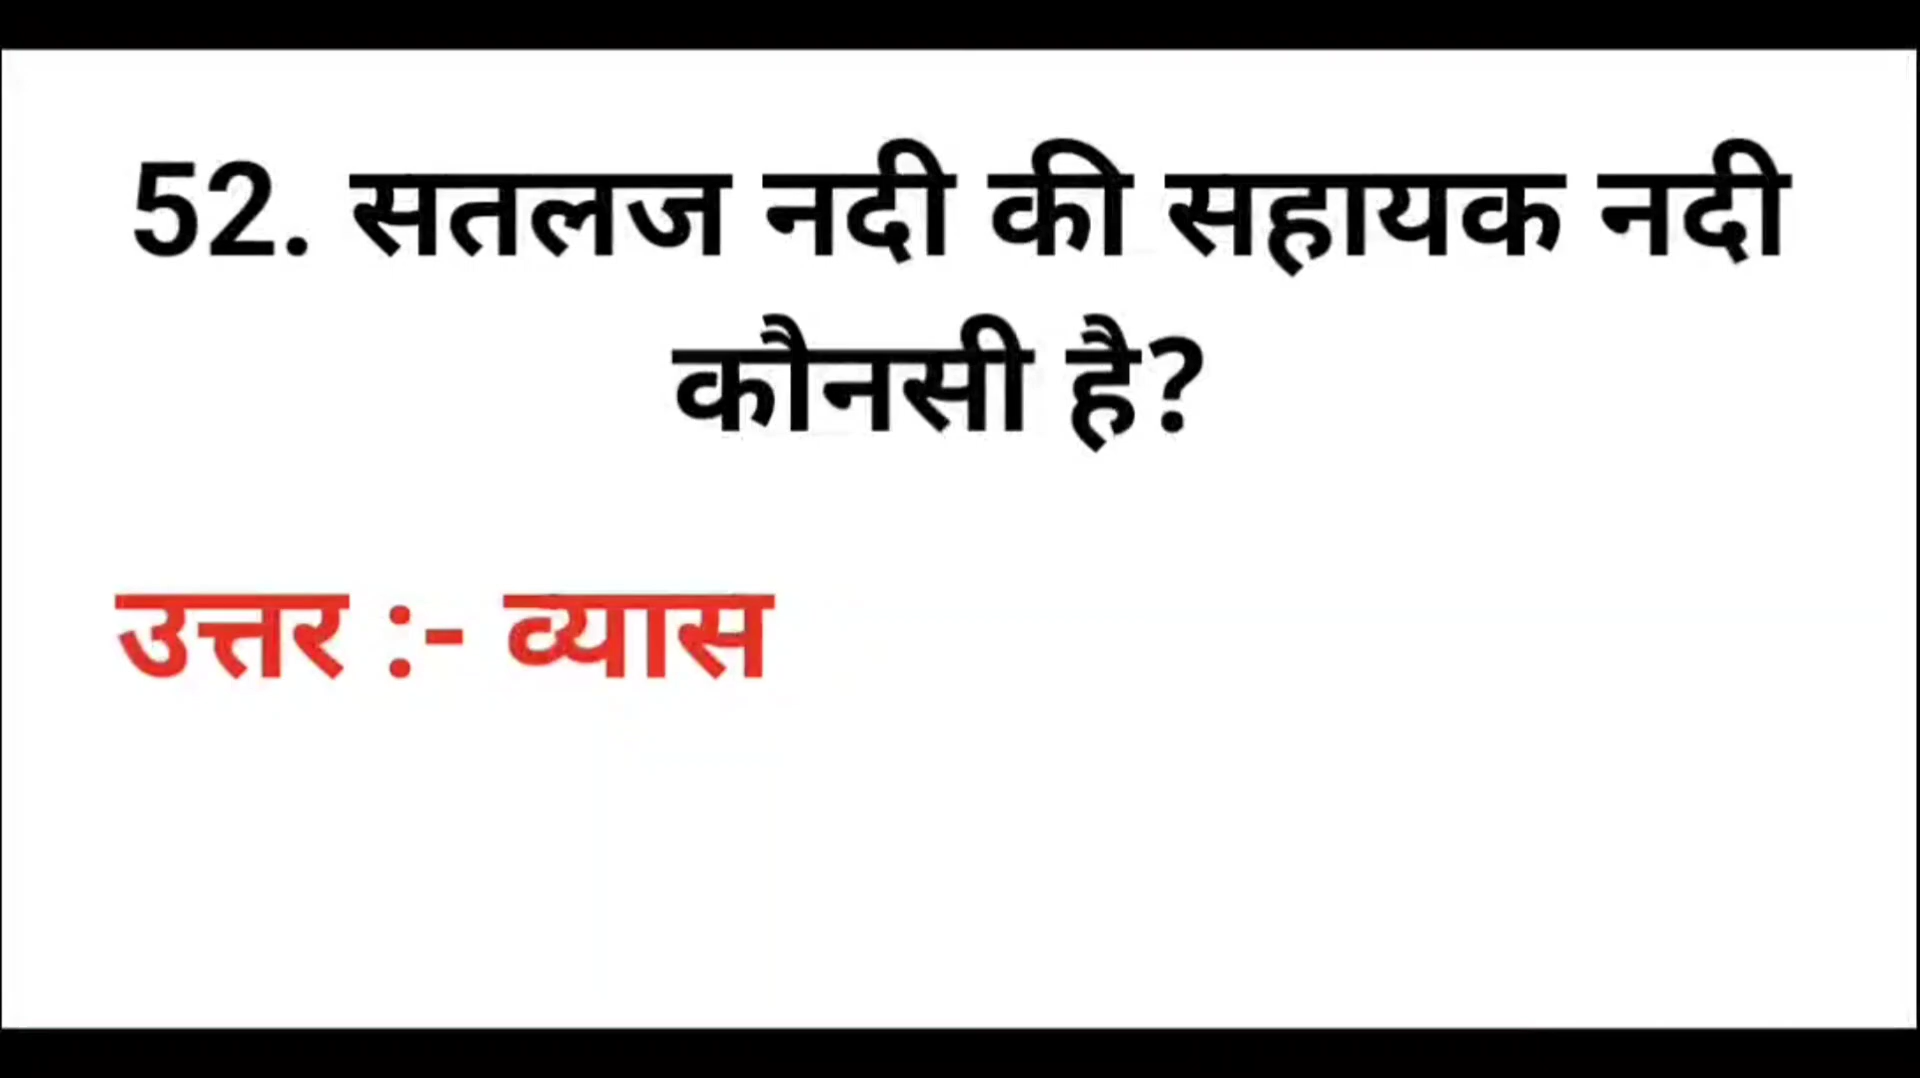 52. सतलज नदी की सहायक नदी
कौनसी है?
उत्तर :- व्यास